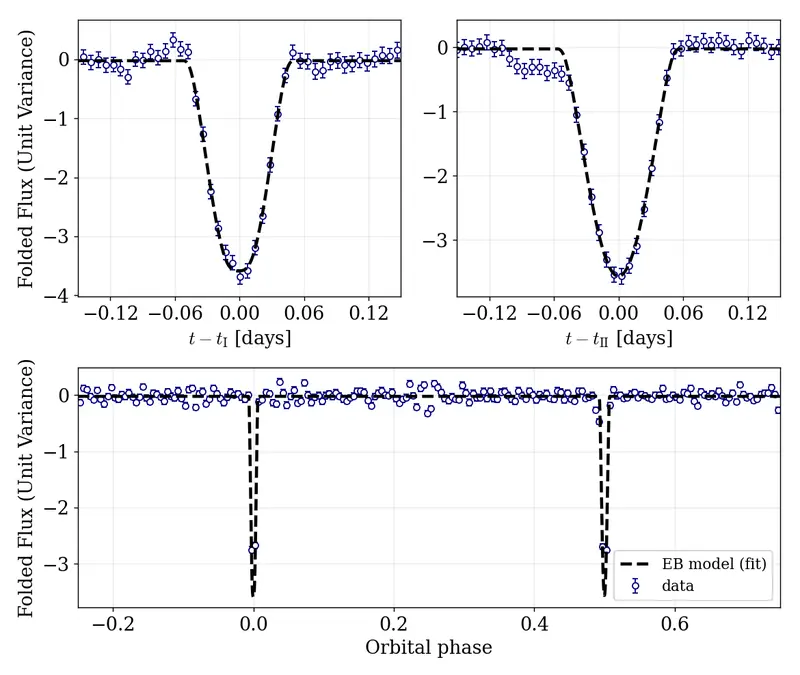 Folded Flux (Unit Variance)
0
−1
−2
−3
−4
−0.12 −0.06 0.00 0.06 0.12
t − tI [days]
0
−1
−2
−3
−0.12 −0.06 0.00 0.06 0.12
t − tII [days]
Folded Flux (Unit Variance)
0
−1
−2
−3
EB model (fit)
data
−0.2 0.0 0.2 0.4 0.6
Orbital phase